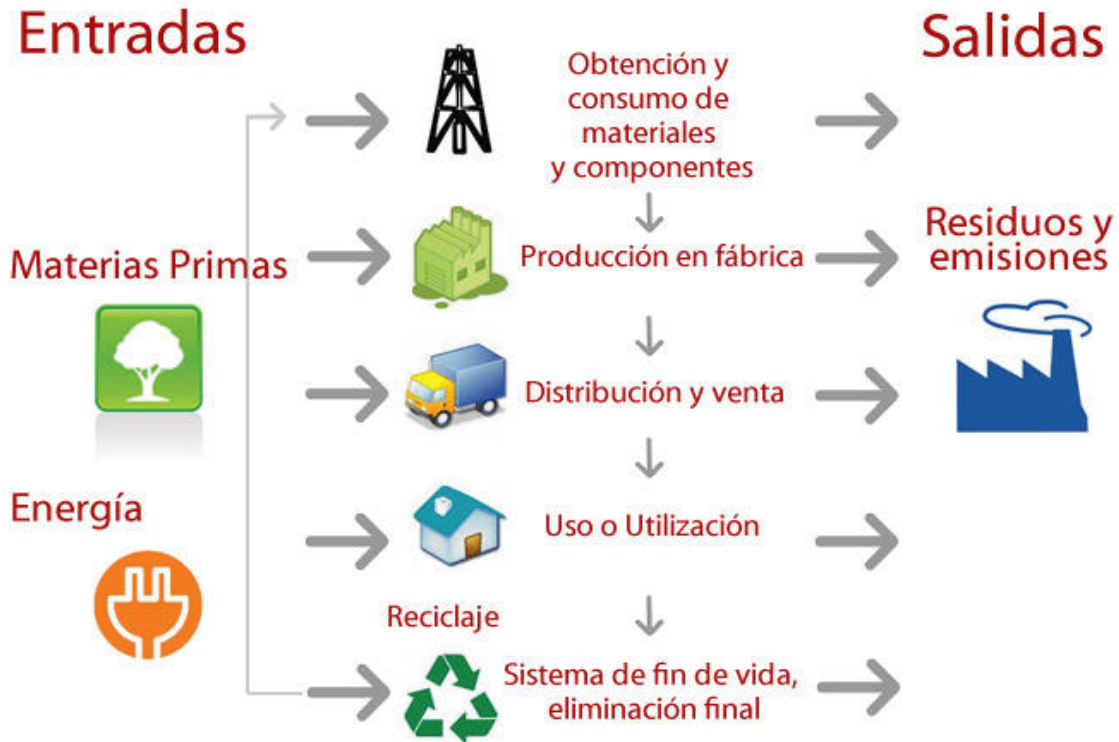 Entradas
Salidas
Obtención y
consumo de
materiales
y componentes
Materias Primas
Producción en fábrica
Residuos y
emisiones
Distribución y venta
Energía
Uso o Utilización
Reciclaje
Sistema de fin de vida,
eliminación final